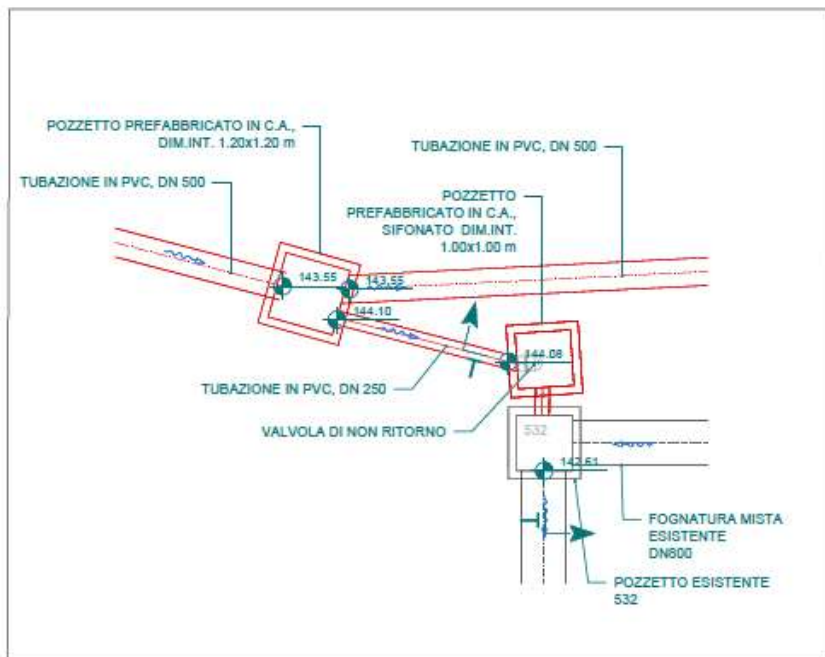 POZZETTO PREFABBRICATO IN C.A.,
DIM.INT. 1.20x1.20 m
TUBAZIONE IN PVC, DN 500
TUBAZIONE IN PVC, DN 500
POZZETTO
PREFABBRICATO IN C.A.,
SIFONATO DIM.INT.
1.00x1.00 m
143.55
143.55
144.10
144.08
TUBAZIONE IN PVC, DN 250
VALVOLA DI NON RITORNO
532
142.61
FOGNATURA MISTA
ESISTENTE
DN800
POZZETTO ESISTENTE
532